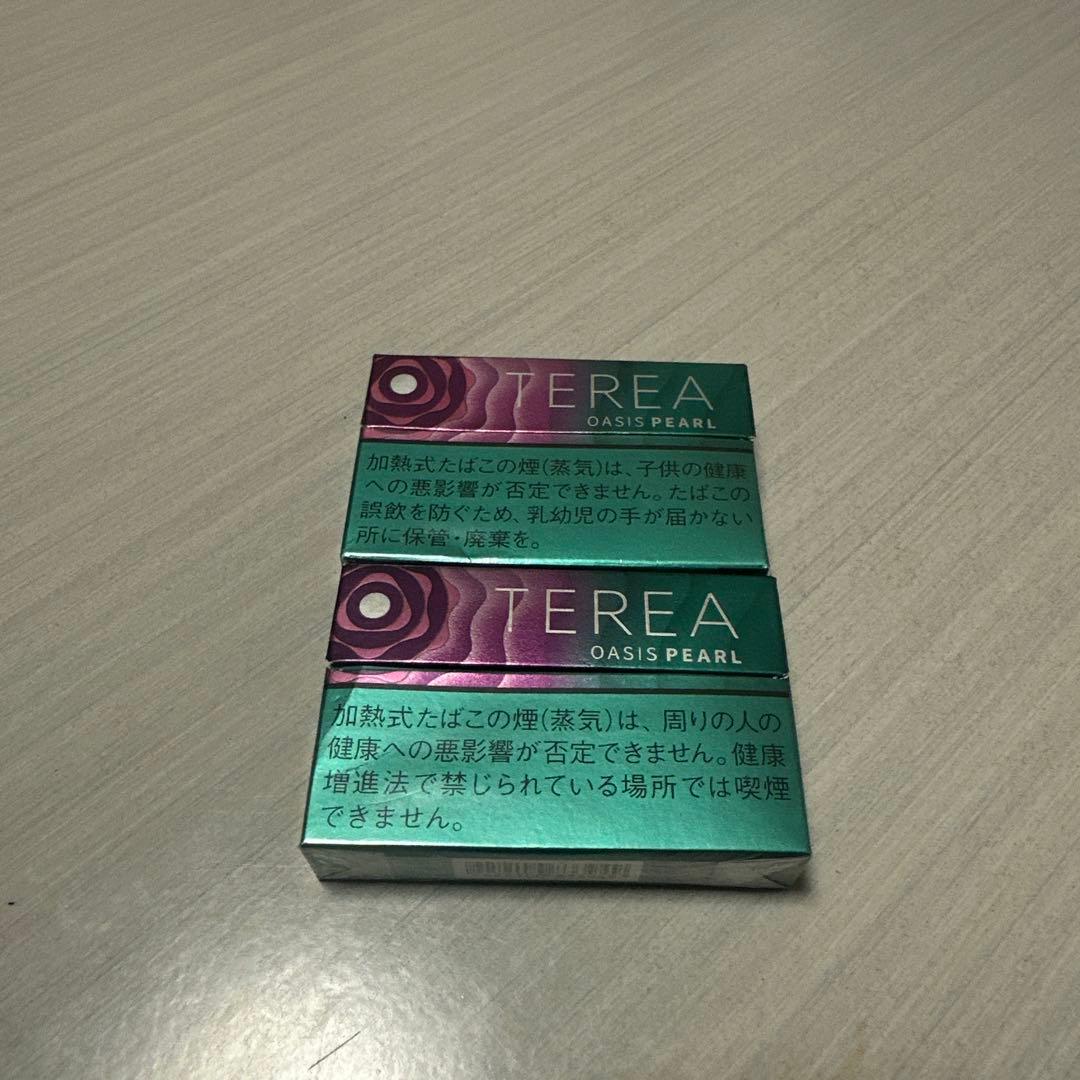 TEREA
OASIS PEARL
加熱式たばこの煙(蒸気)は、子供の健康
への悪影響が否定できません。たばこの
誤飲を防ぐため、乳幼児の手が届かない
所に保管・廃棄を。
TEREA
OASIS PEARL
加熱式たばこの煙(蒸気)は、周りの人の
健康への悪影響が否定できません。健康
増進法で禁じられている場所では喫煙
できません。